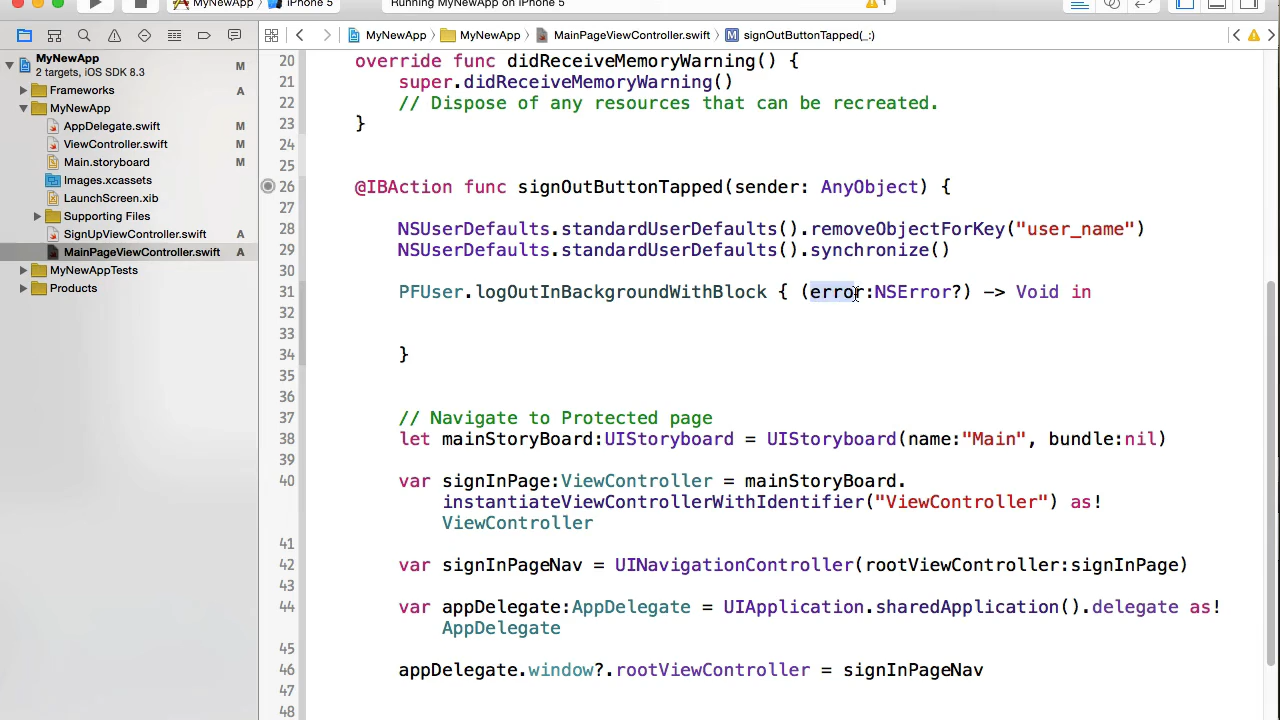 MyNewApp
iPhone 5
Running MyNewApp on iPhone 5
1
MyNewApp
MyNewApp
MainPageViewController.swift
M
signOutButtonTapped(_:)
MyNewApp
M
2 targets, iOS SDK 8.3
Frameworks
A
MyNewApp
AppDelegate.swift
M
ViewController.swift
M
Main.storyboard
M
Images.xcassets
LaunchScreen.xib
Supporting Files
SignUpViewController.swift
A
MainPageViewController.swift
A
MyNewAppTests
Products
20 override func didReceiveMemoryWarning() {
21 super.didReceiveMemoryWarning()
22 // Dispose of any resources that can be recreated.
23 }
24
25
26 @IBAction func signOutButtonTapped(sender: AnyObject) {
27
28 NSUserDefaults.standardUserDefaults().removeObjectForKey("user_name")
29 NSUserDefaults.standardUserDefaults().synchronize()
30
31 PFUser.logOutInBackgroundWithBlock { (error:NSError?) -> Void in
32
33
34 }
35
36
37 // Navigate to Protected page
38 let mainStoryBoard:UIStoryboard = UIStoryboard(name:"Main", bundle:nil)
39
40 var signInPage:ViewController = mainStoryBoard.
instantiateViewControllerWithIdentifier("ViewController") as!
ViewController
41
42 var signInPageNav = UINavigationController(rootViewController:signInPage)
43
44 var appDelegate:AppDelegate = UIApplication.sharedApplication().delegate as!
AppDelegate
45
46 appDelegate.window?.rootViewController = signInPageNav
47
48